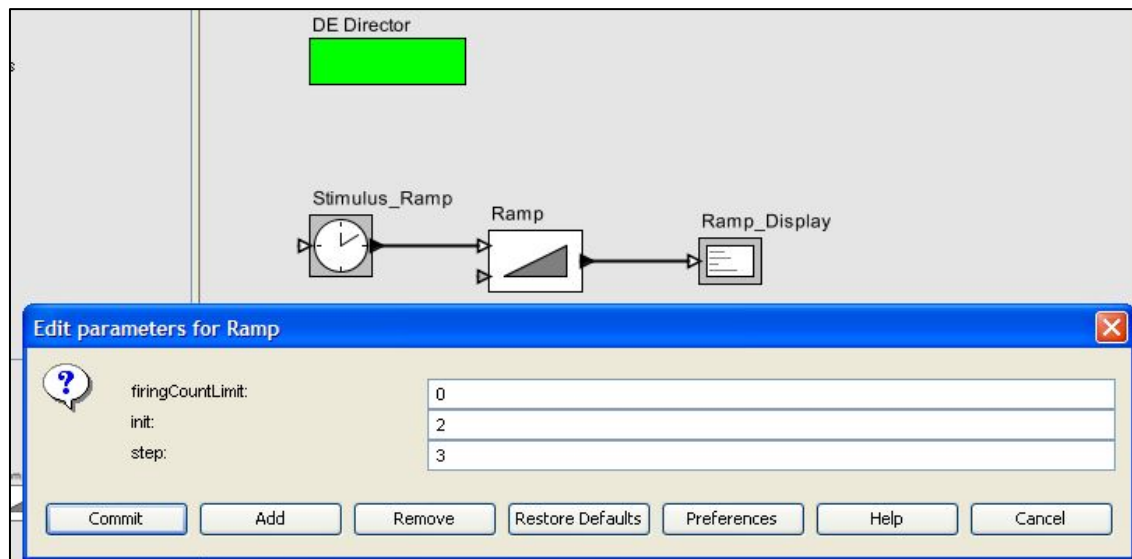 DE Director
s
Stimulus_Ramp
Ramp
Ramp_Display
Edit parameters for Ramp
firingCountLimit: 0
init: 2
step: 3
Commit Add Remove Restore Defaults Preferences Help Cancel